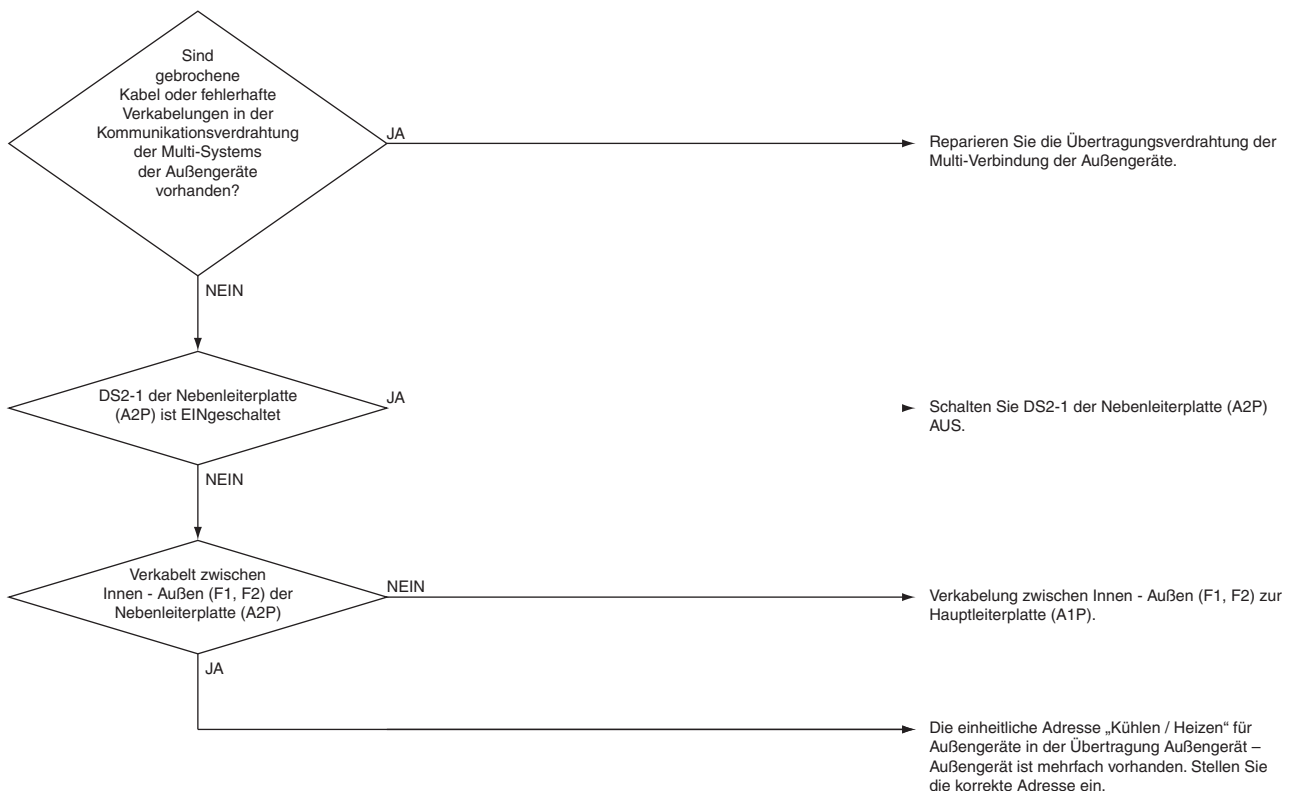 Sind
gebrochene
Kabel oder fehlerhafte
Verkabelungen in der
Kommunikationsverdrahtung
der Multi-Systems
der Außengeräte
vorhanden?
JA
Reparieren Sie die Übertragungsverdrahtung der
Multi-Verbindung der Außengeräte.
NEIN
DS2-1 der Nebenleiterplatte
(A2P) ist EINgeschaltet
JA
Schalten Sie DS2-1 der Nebenleiterplatte (A2P)
AUS.
NEIN
Verkabelt zwischen
Innen - Außen (F1, F2) der
Nebenleiterplatte (A2P)
NEIN
Verkabelung zwischen Innen - Außen (F1, F2) zur
Hauptleiterplatte (A1P).
JA
Die einheitliche Adresse „Kühlen / Heizen“ für
Außengeräte in der Übertragung Außengerät –
Außengerät ist mehrfach vorhanden. Stellen Sie
die korrekte Adresse ein.